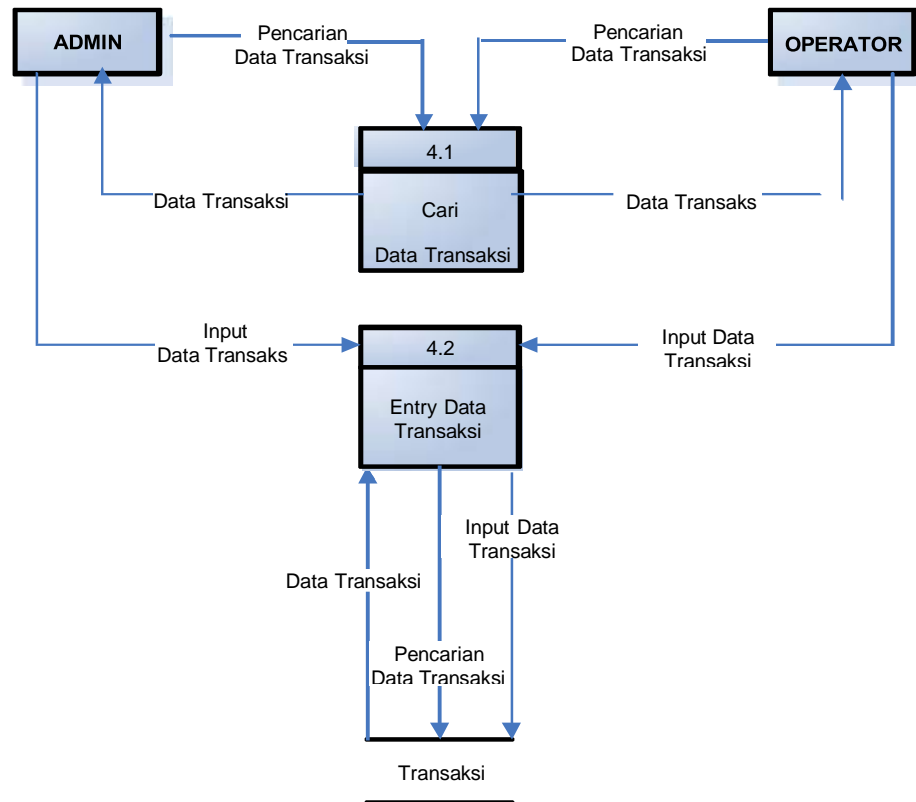 ADMIN
Pencarian
Data Transaksi
Pencarian
Data Transaksi
OPERATOR
4.1
Cari
Data Transaksi
Data Transaksi
Data Transaks
Input
Data Transaks
4.2
Entry Data
Transaksi
Input Data
Transaksi
Input Data
Transaksi
Data Transaksi
Pencarian
Data Transaksi
Transaksi